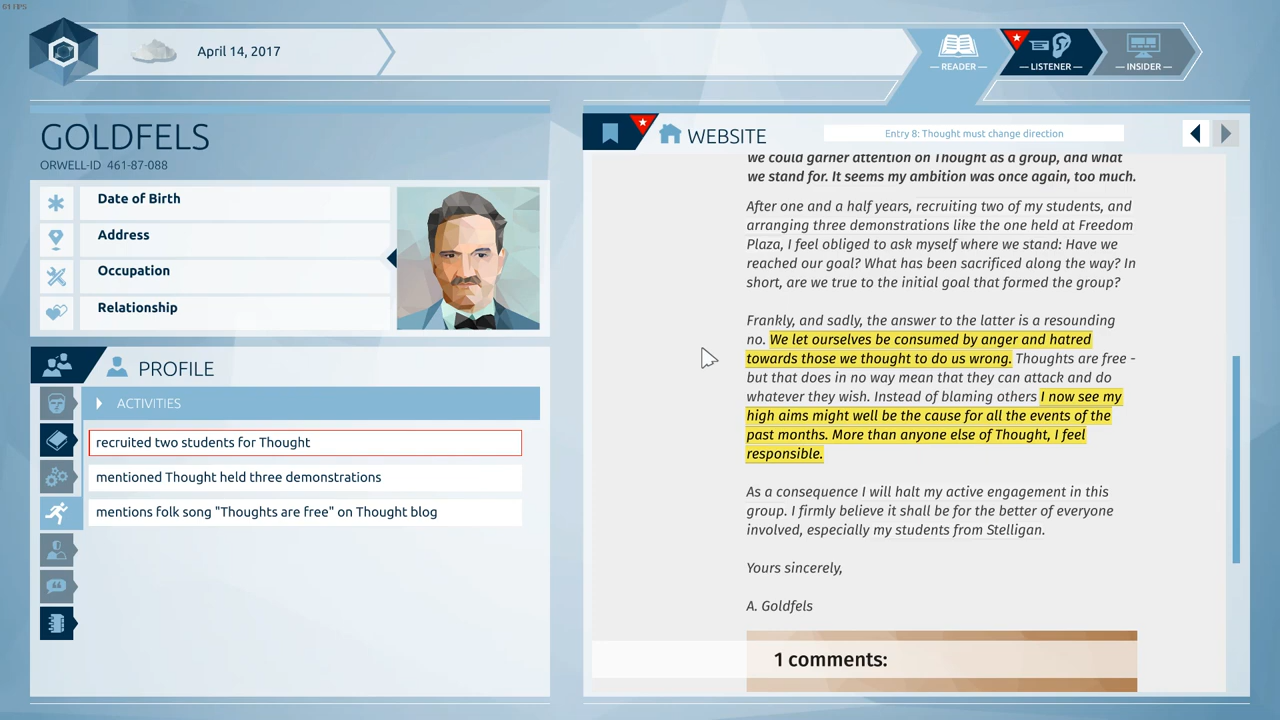 61 FPS
April 14, 2017
— READER —
— LISTENER —
— INSIDER —
GOLDFELS
ORWELL-ID 461-87-088
Date of Birth
Address
Occupation
Relationship
PROFILE
ACTIVITIES
recruited two students for Thought
mentioned Thought held three demonstrations
mentions folk song "Thoughts are free" on Thought blog
WEBSITE
Entry 8: Thought must change direction
we could garner attention on Thought as a group, and what
we stand for. It seems my ambition was once again, too much.
After one and a half years, recruiting two of my students, and
arranging three demonstrations like the one held at Freedom
Plaza, I feel obliged to ask myself where we stand: Have we
reached our goal? What has been sacrificed along the way? In
short, are we true to the initial goal that formed the group?
Frankly, and sadly, the answer to the latter is a resounding
no. We let ourselves be consumed by anger and hatred
towards those we thought to do us wrong. Thoughts are free -
but that does in no way mean that they can attack and do
whatever they wish. Instead of blaming others I now see my
high aims might well be the cause for all the events of the
past months. More than anyone else of Thought, I feel
responsible.
As a consequence I will halt my active engagement in this
group. I firmly believe it shall be for the better of everyone
involved, especially my students from Stelligan.
Yours sincerely,
A. Goldfels
1 comments: